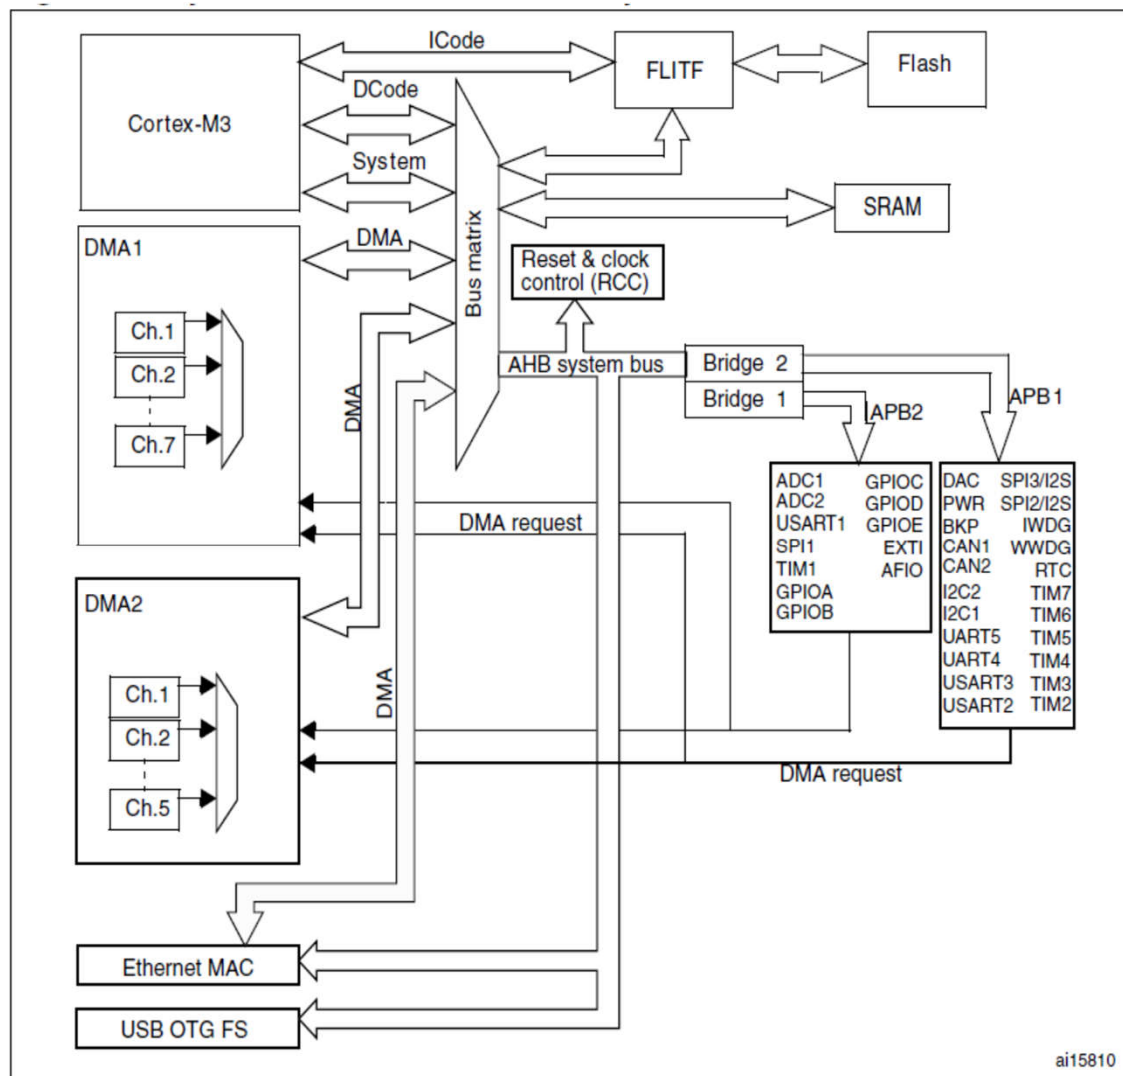 ICode
FLITF
Flash
Cortex-M3
DCode
System
SRAM
DMA
Bus matrix
Reset & clock
control (RCC)
DMA1
Ch.1
Ch.2
Ch.7
DMA
AHB system bus
Bridge 2
Bridge 1
APB2
APB1
ADC1 GPIOC
ADC2 GPIOD
USART1 GPIOE
SPI1 EXTI
TIM1 AFIO
GPIOA
GPIOB
DAC SPI3/I2S
PWR SPI2/I2S
BKP IWDG
CAN1 WWDG
CAN2 RTC
I2C2 TIM7
I2C1 TIM6
UART5 TIM5
UART4 TIM4
USART3 TIM3
USART2 TIM2
DMA request
DMA2
Ch.1
Ch.2
Ch.5
DMA
DMA request
Ethernet MAC
USB OTG FS
ai15810